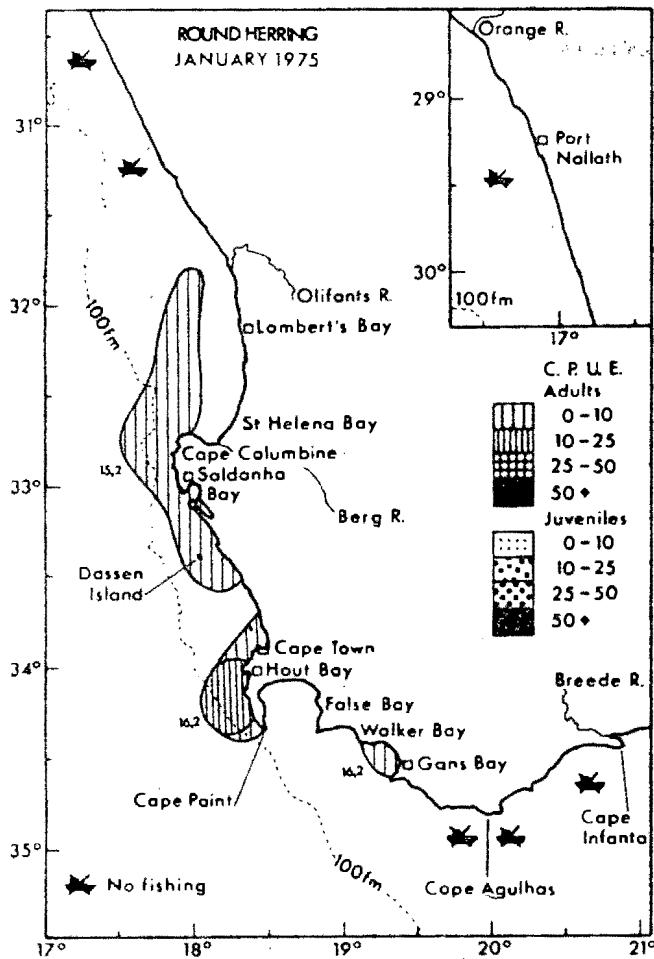 ROUND HERRING
JANUARY 1975
Orange R.
29°
Port
Nallath
30°
100fm
17°
31°
32°
33°
34°
35°
Olifants R.
100fm
Lombert's Bay
St Helena Bay
Cape Columbine
Saldanha
Bay
15,2
Berg R.
Dassen
Island
C. P. U. E.
Adults
0-10
10-25
25-50
50+
Juveniles
0-10
10-25
25-50
50+
Cape Town
Hout Bay
False Bay
Walker Bay
16,2
16,2
Gans Bay
Breede R.
Cape Paint
Cape
Infanta
Cope Agulhas
100fm
No fishing
17°
18°
19°
20°
21°